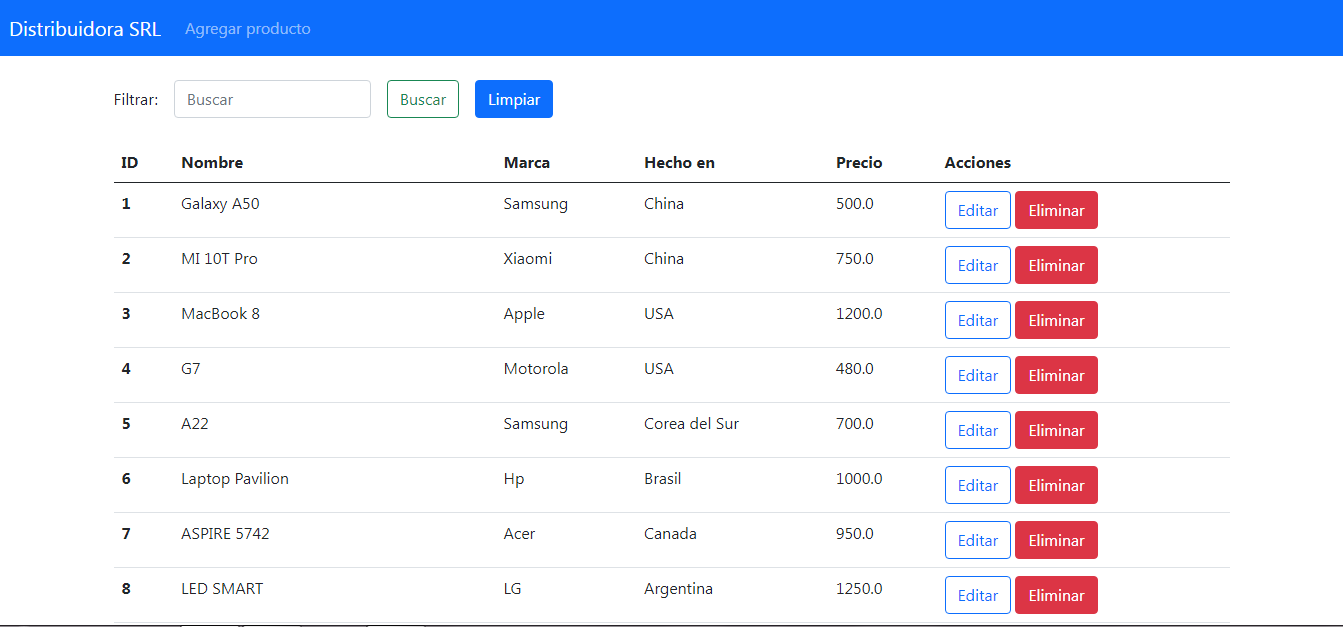 Distribuidora SRL Agregar producto
Filtrar: Buscar Buscar Limpiar
ID Nombre Marca Hecho en Precio Acciones
1 Galaxy A50 Samsung China 500.0 Editar Eliminar
2 MI 10T Pro Xiaomi China 750.0 Editar Eliminar
3 MacBook 8 Apple USA 1200.0 Editar Eliminar
4 G7 Motorola USA 480.0 Editar Eliminar
5 A22 Samsung Corea del Sur 700.0 Editar Eliminar
6 Laptop Pavilion Hp Brasil 1000.0 Editar Eliminar
7 ASPIRE 5742 Acer Canada 950.0 Editar Eliminar
8 LED SMART LG Argentina 1250.0 Editar Eliminar